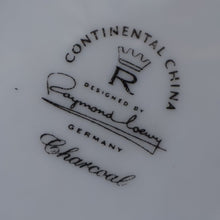 CONTINENTAL CHINA
R
DESIGNED BY
Raymond Loewy
GERMANY
Charcoal